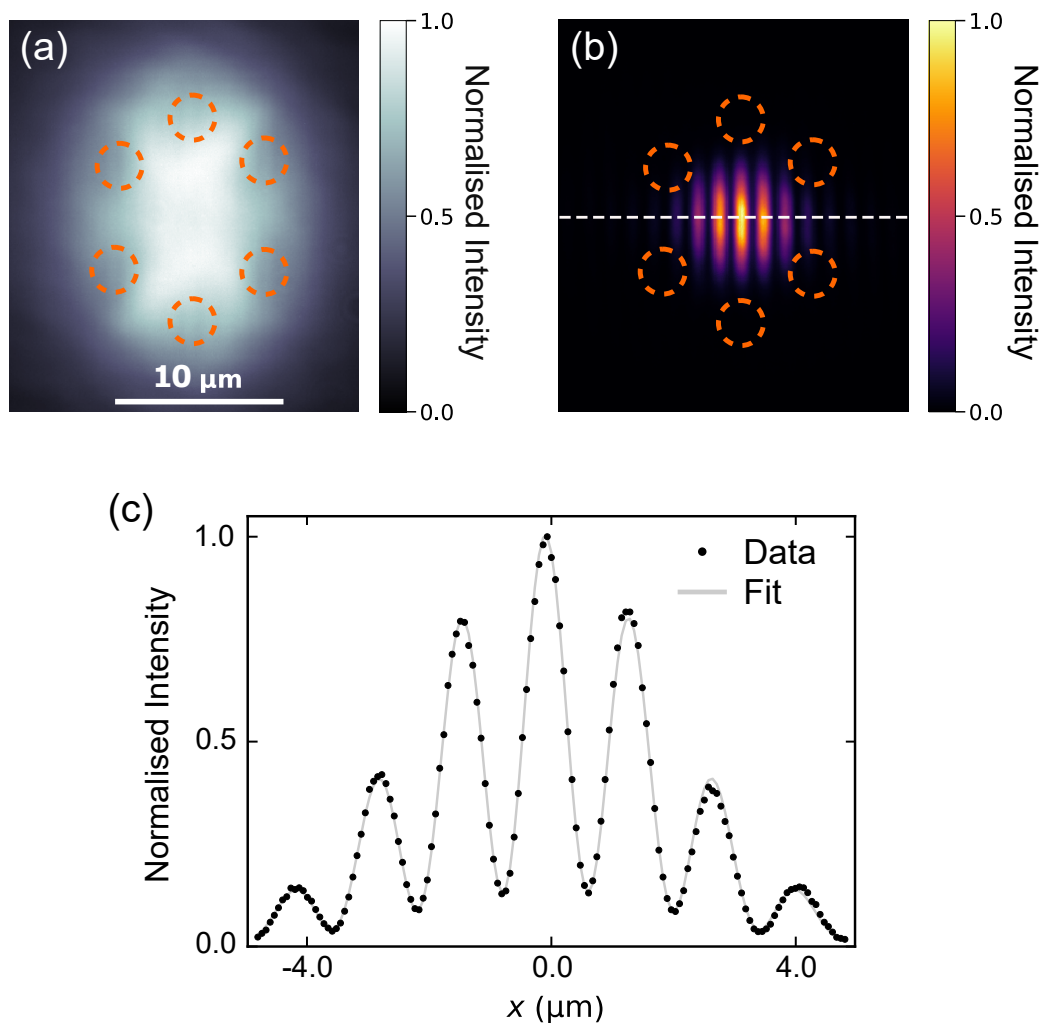 (a)
1.0
0.5
0.0
Normalised Intensity
10 µm
(b)
1.0
0.5
0.0
Normalised Intensity
(c)
1.0
0.5
0.0
Normalised Intensity
Data
Fit
-4.0
0.0
4.0
x (µm)